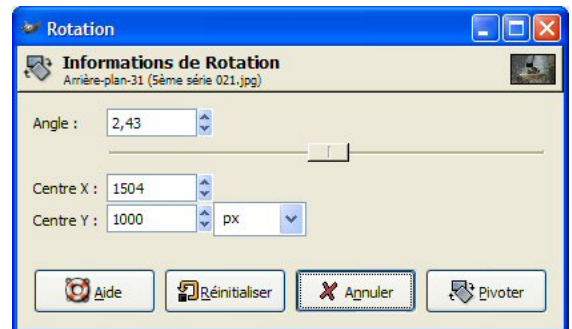 Rotation
Informations de Rotation
Arrière-plan-31 (5ème série 021.jpg)
Angle : 2,43
Centre X : 1504
Centre Y : 1000 px
Aide Réinitialiser Annuler Pivoter